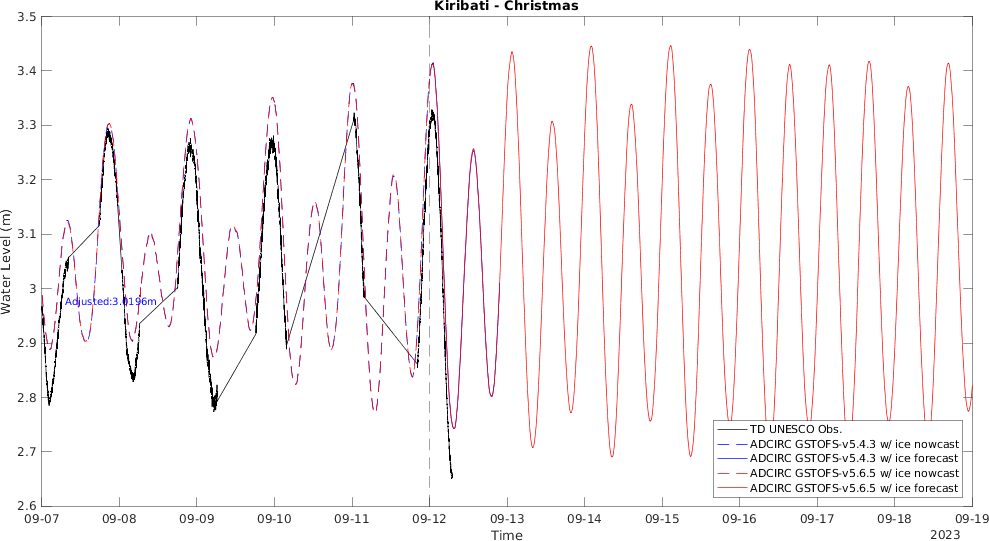 Kiribati - Christmas
3.5
3.4
3.3
3.2
3.1
3
2.9
2.8
2.7
2.6
Water Level (m)
Adjusted:3.0196m
TD UNESCO Obs.
ADCIRC GSTOFS-v5.4.3 w/ ice nowcast
ADCIRC GSTOFS-v5.4.3 w/ ice forecast
ADCIRC GSTOFS-v5.6.5 w/ ice nowcast
ADCIRC GSTOFS-v5.6.5 w/ ice forecast
09-07 09-08 09-09 09-10 09-11 09-12 09-13 09-14 09-15 09-16 09-17 09-18 09-19
Time
2023